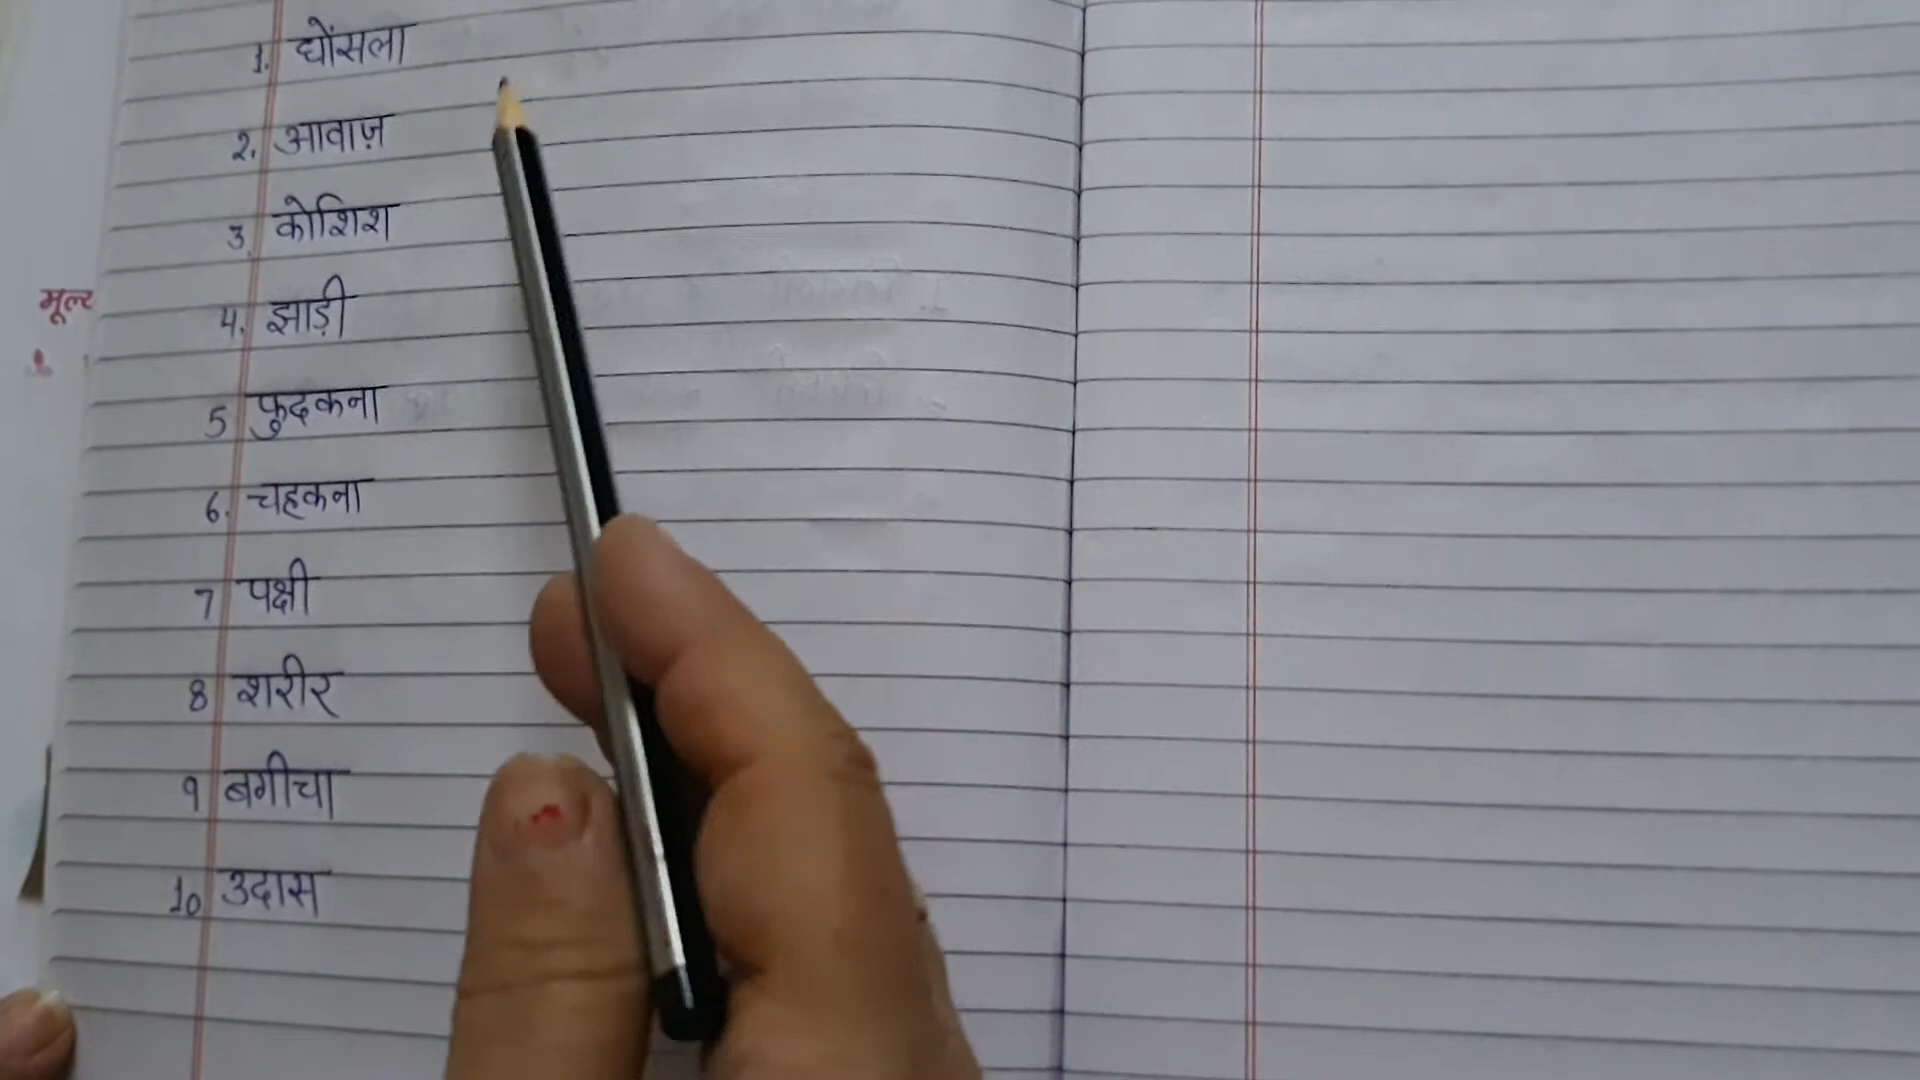 1. घोंसला
2. आवाज़
3. कोशिश
4. झाड़ी
5 फुदकना
6. चहकना
7 पक्षी
8 शरीर
9 बगीचा
10 उदास